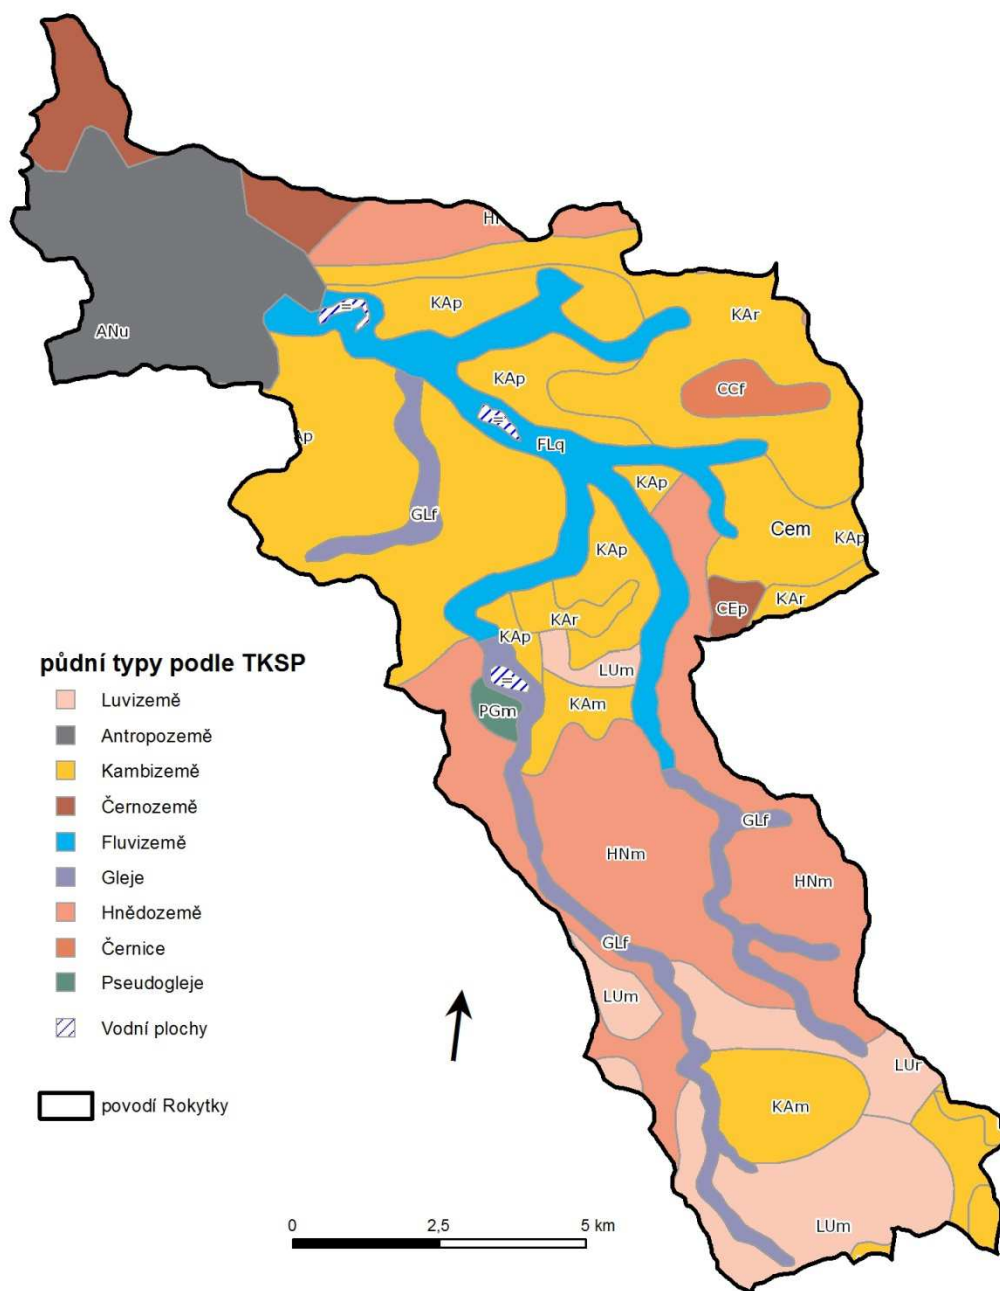 ANu
KAp
KAr
KAp
CCf
FLq
Ap
KAp
GLf
Cem
KAp
KAp
CEp
KAr
KAr
KAp
LUm
KAm
PGm
GLf
HNm
HNm
GLf
LUm
LUr
KAm
LUm
půdní typy podle TKSP
Luvizemě
Antropozemě
Kambizemě
Černozemě
Fluvizemě
Gleje
Hnědozemě
Černice
Pseudogleje
Vodní plochy
povodí Rokytky
0 2,5 5 km